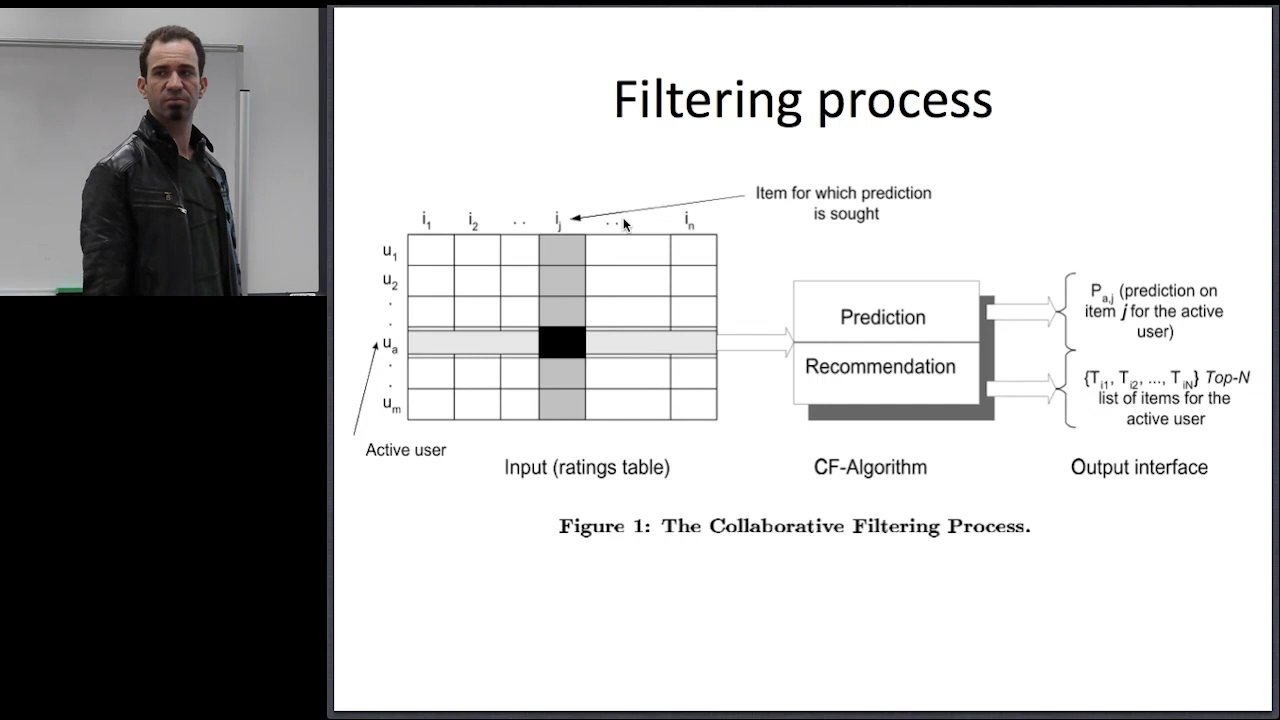 Filtering process
Item for which prediction
is sought
i1 i2 . . ij . . in
u1
u2
.
.
ua
.
.
um
Active user
Input (ratings table)
Prediction
Recommendation
CF-Algorithm
Pa,j (prediction on
item j for the active
user)
{Ti1, Ti2, ..., TiN} Top-N
list of items for the
active user
Output interface
Figure 1: The Collaborative Filtering Process.